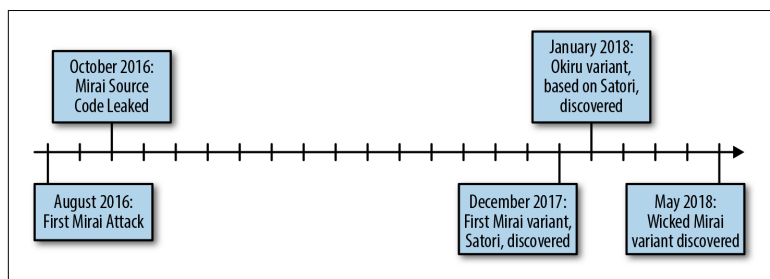 October 2016:
Mirai Source
Code Leaked
January 2018:
Okiru variant,
based on Satori,
discovered
August 2016:
First Mirai Attack
December 2017:
First Mirai variant,
Satori, discovered
May 2018:
Wicked Mirai
variant discovered